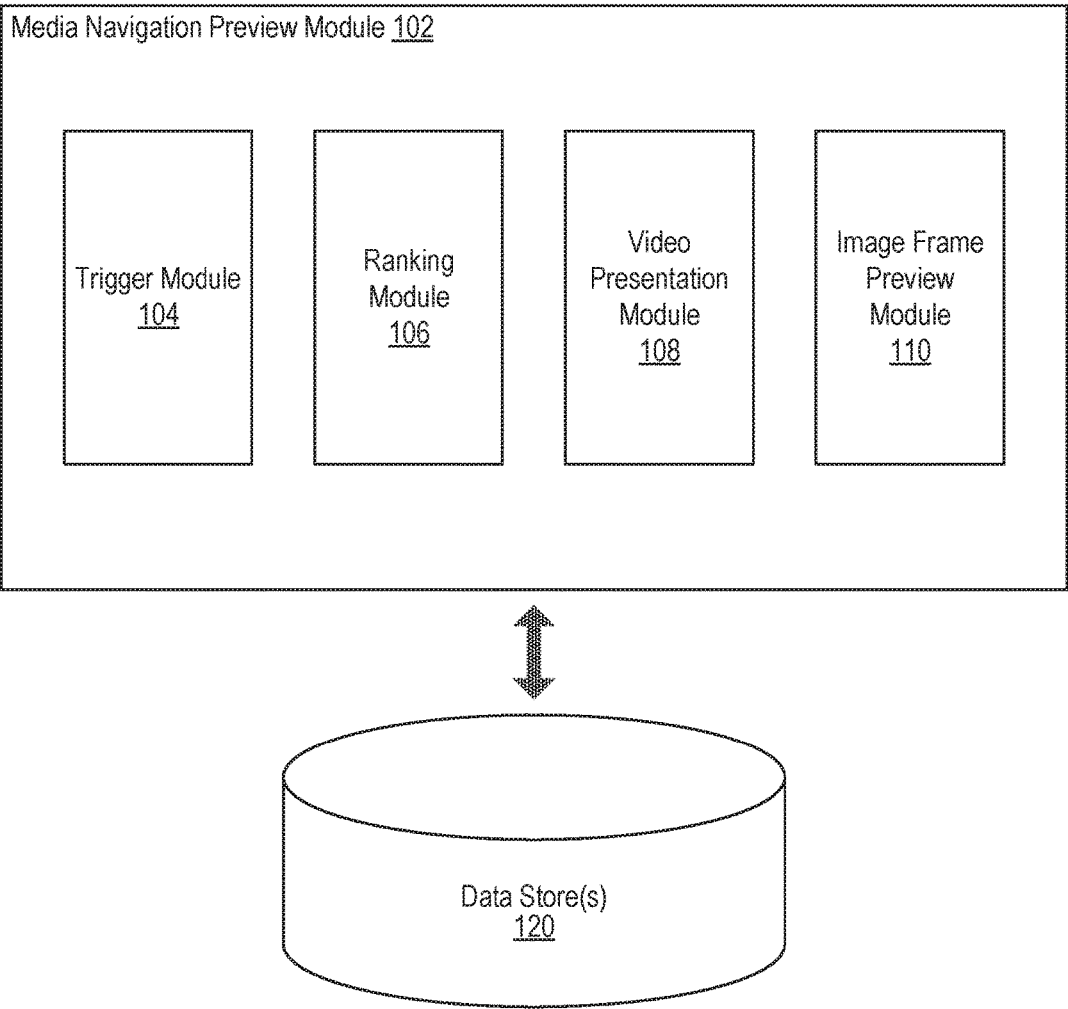 Media Navigation Preview Module 102
Trigger Module
104
Ranking
Module
106
Video
Presentation
Module
108
Image Frame
Preview
Module
110
Data Store(s)
120